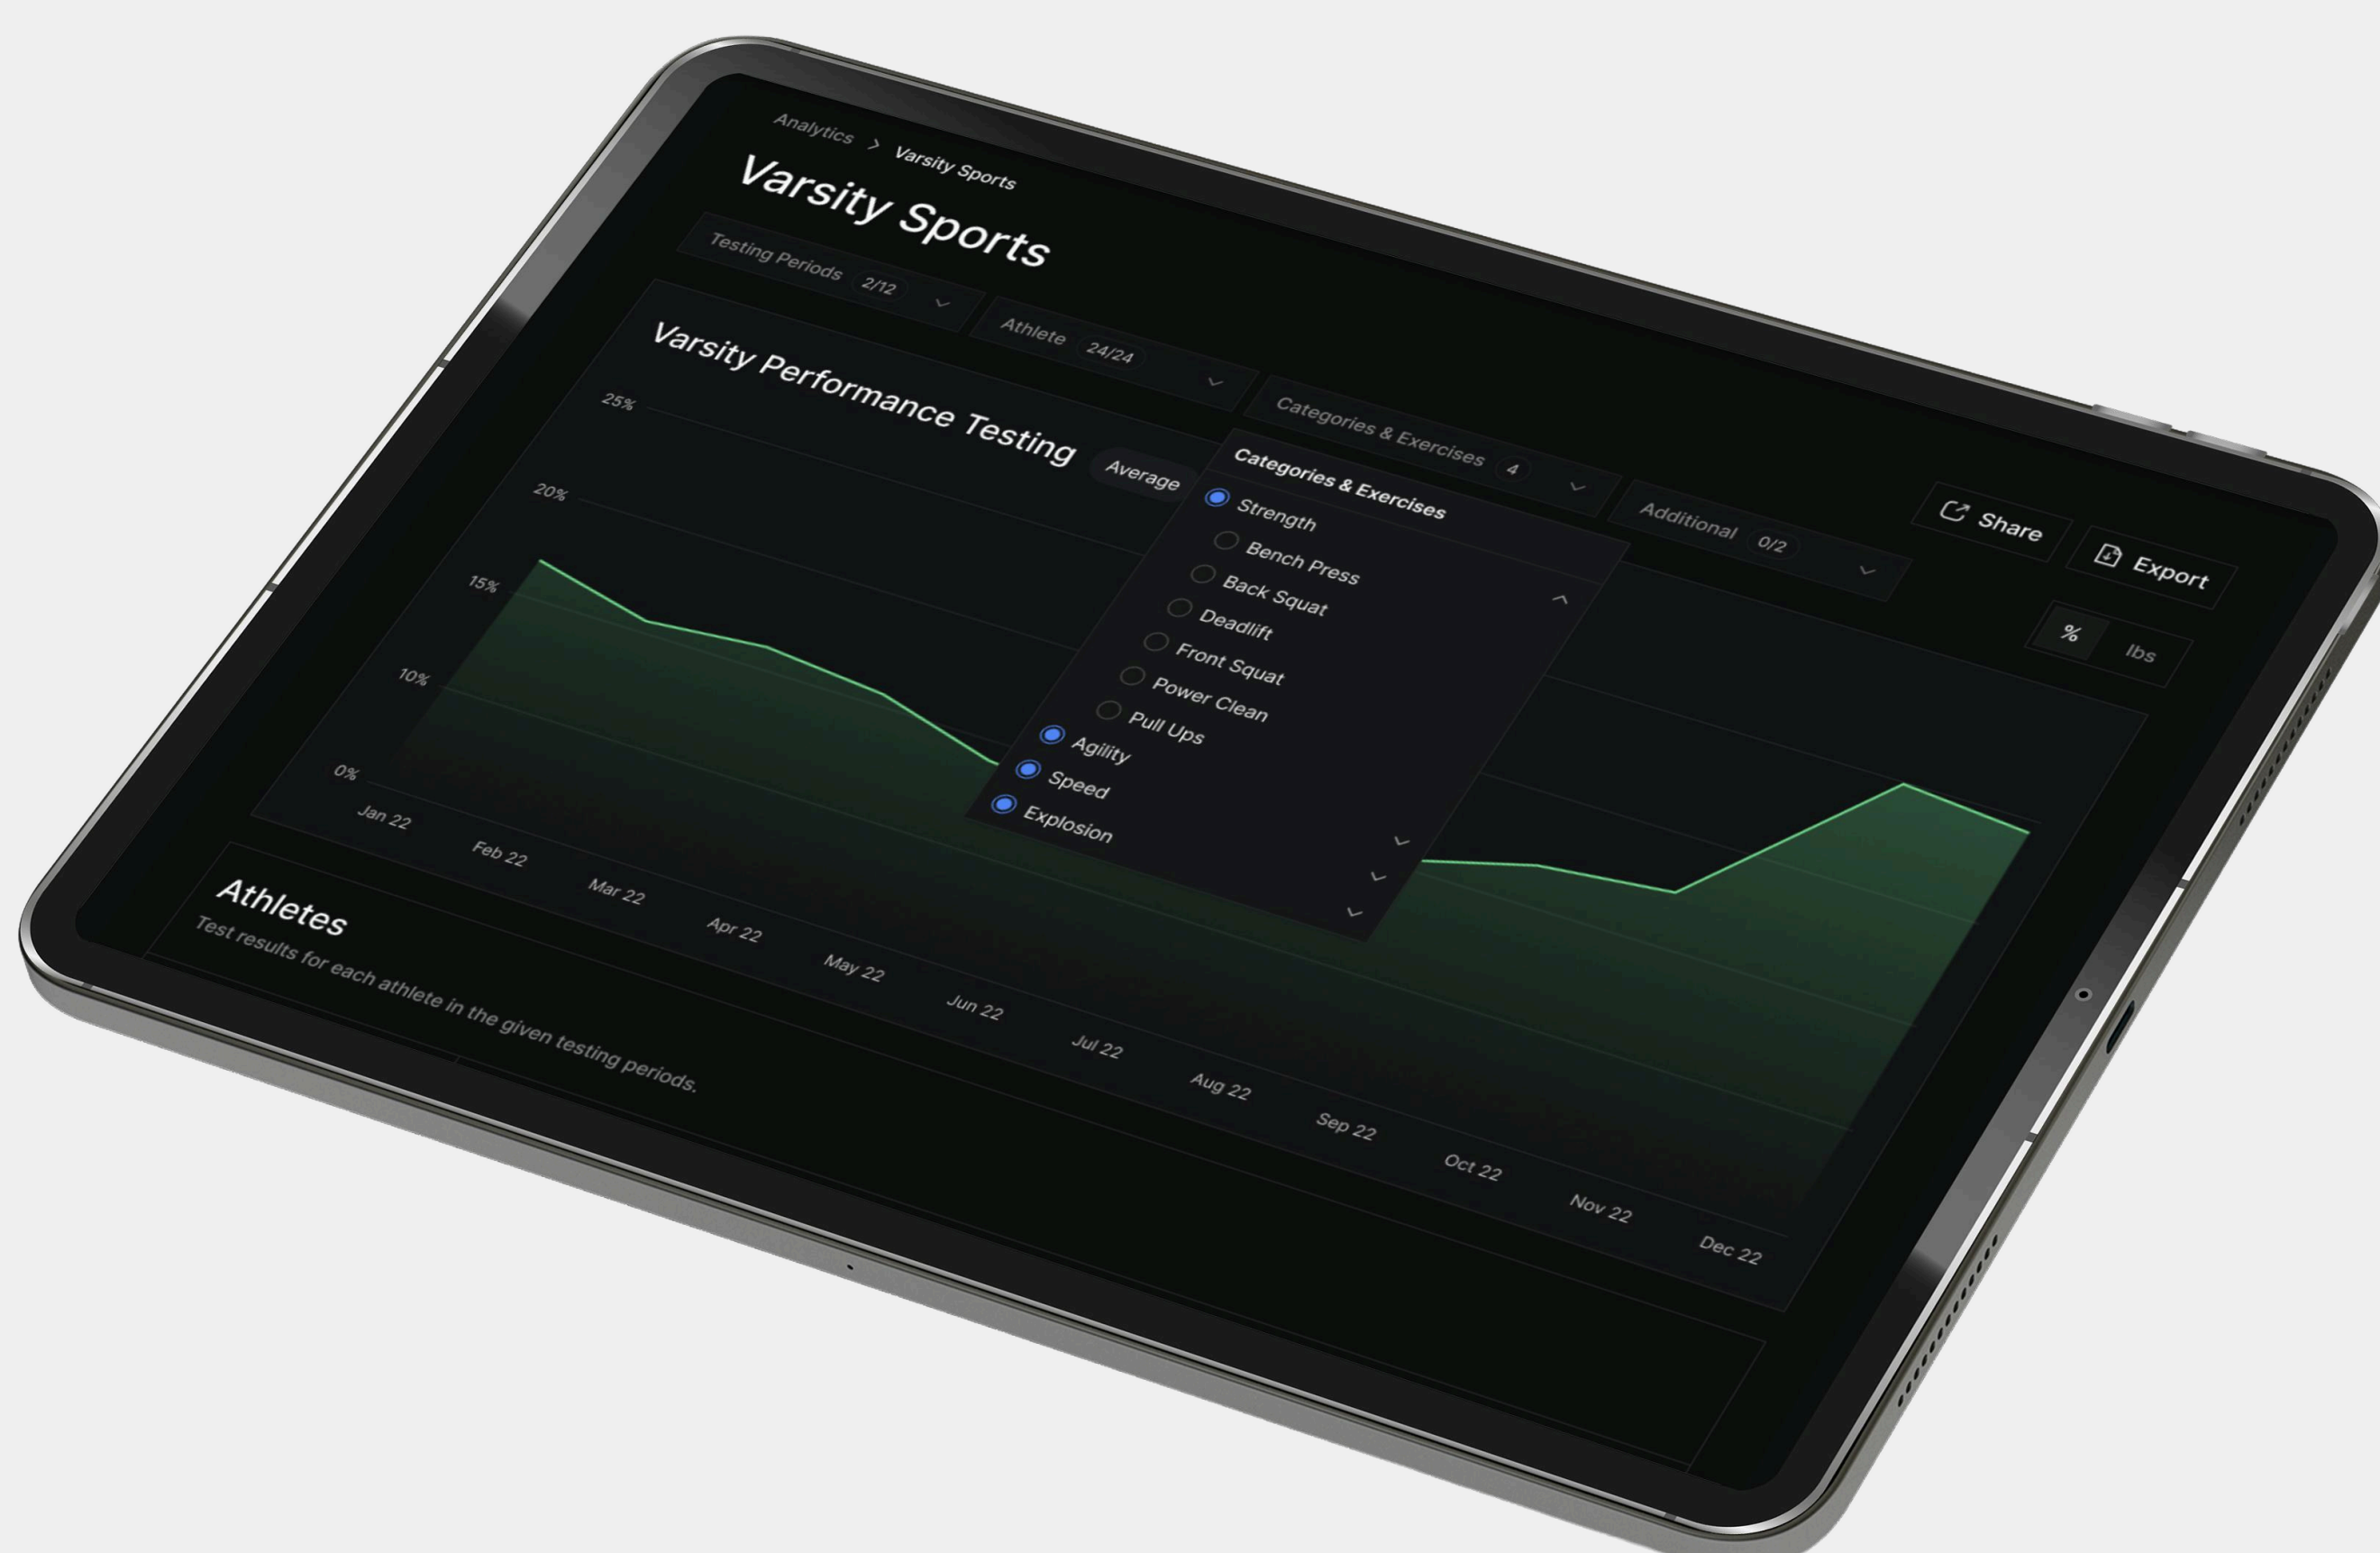 Analytics > Varsity Sports
Varsity Sports
Testing Periods 2/12
Athlete 24/24
Categories & Exercises 4
Additional 0/2
Share
Export
Varsity Performance Testing Average
% lbs
25%
20%
15%
10%
0%
Categories & Exercises
Strength
Bench Press
Back Squat
Deadlift
Front Squat
Power Clean
Pull Ups
Agility
Speed
Explosion
Jan 22 Feb 22 Mar 22 Apr 22 May 22 Jun 22 Jul 22 Aug 22 Sep 22 Oct 22 Nov 22 Dec 22
Athletes
Test results for each athlete in the given testing periods.